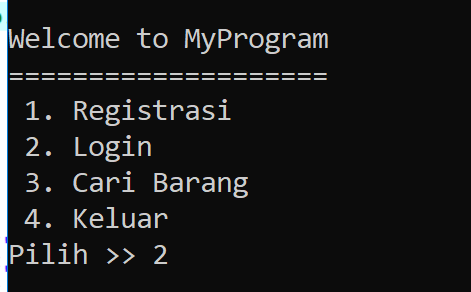 Welcome to MyProgram
====================
1. Registrasi
2. Login
3. Cari Barang
4. Keluar
Pilih >> 2